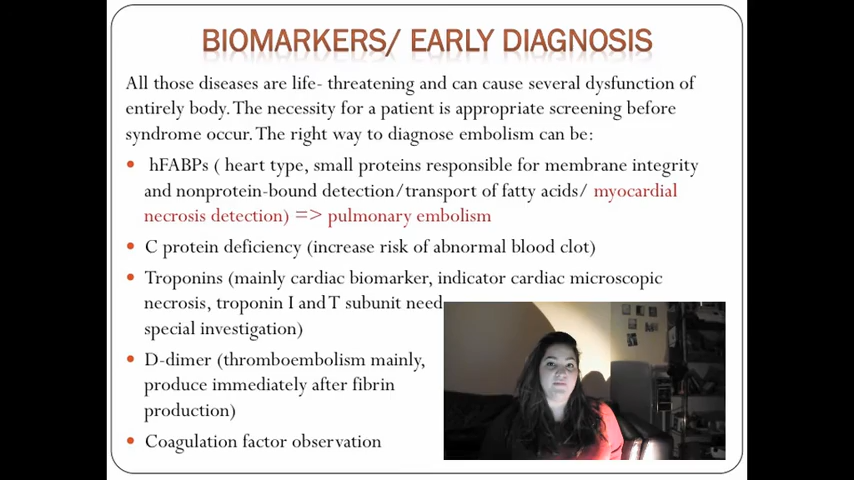 BIOMARKERS/ EARLY DIAGNOSIS
All those diseases are life- threatening and can cause several dysfunction of
entirely body. The necessity for a patient is appropriate screening before
syndrome occur. The right way to diagnose embolism can be:
• hFABPs ( heart type, small proteins responsible for membrane integrity
and nonprotein-bound detection/transport of fatty acids/ myocardial
necrosis detection) => pulmonary embolism
• C protein deficiency (increase risk of abnormal blood clot)
• Troponins (mainly cardiac biomarker, indicator cardiac microscopic
necrosis, troponin I and T subunit need
special investigation)
• D-dimer (thromboembolism mainly,
produce immediately after fibrin
production)
• Coagulation factor observation